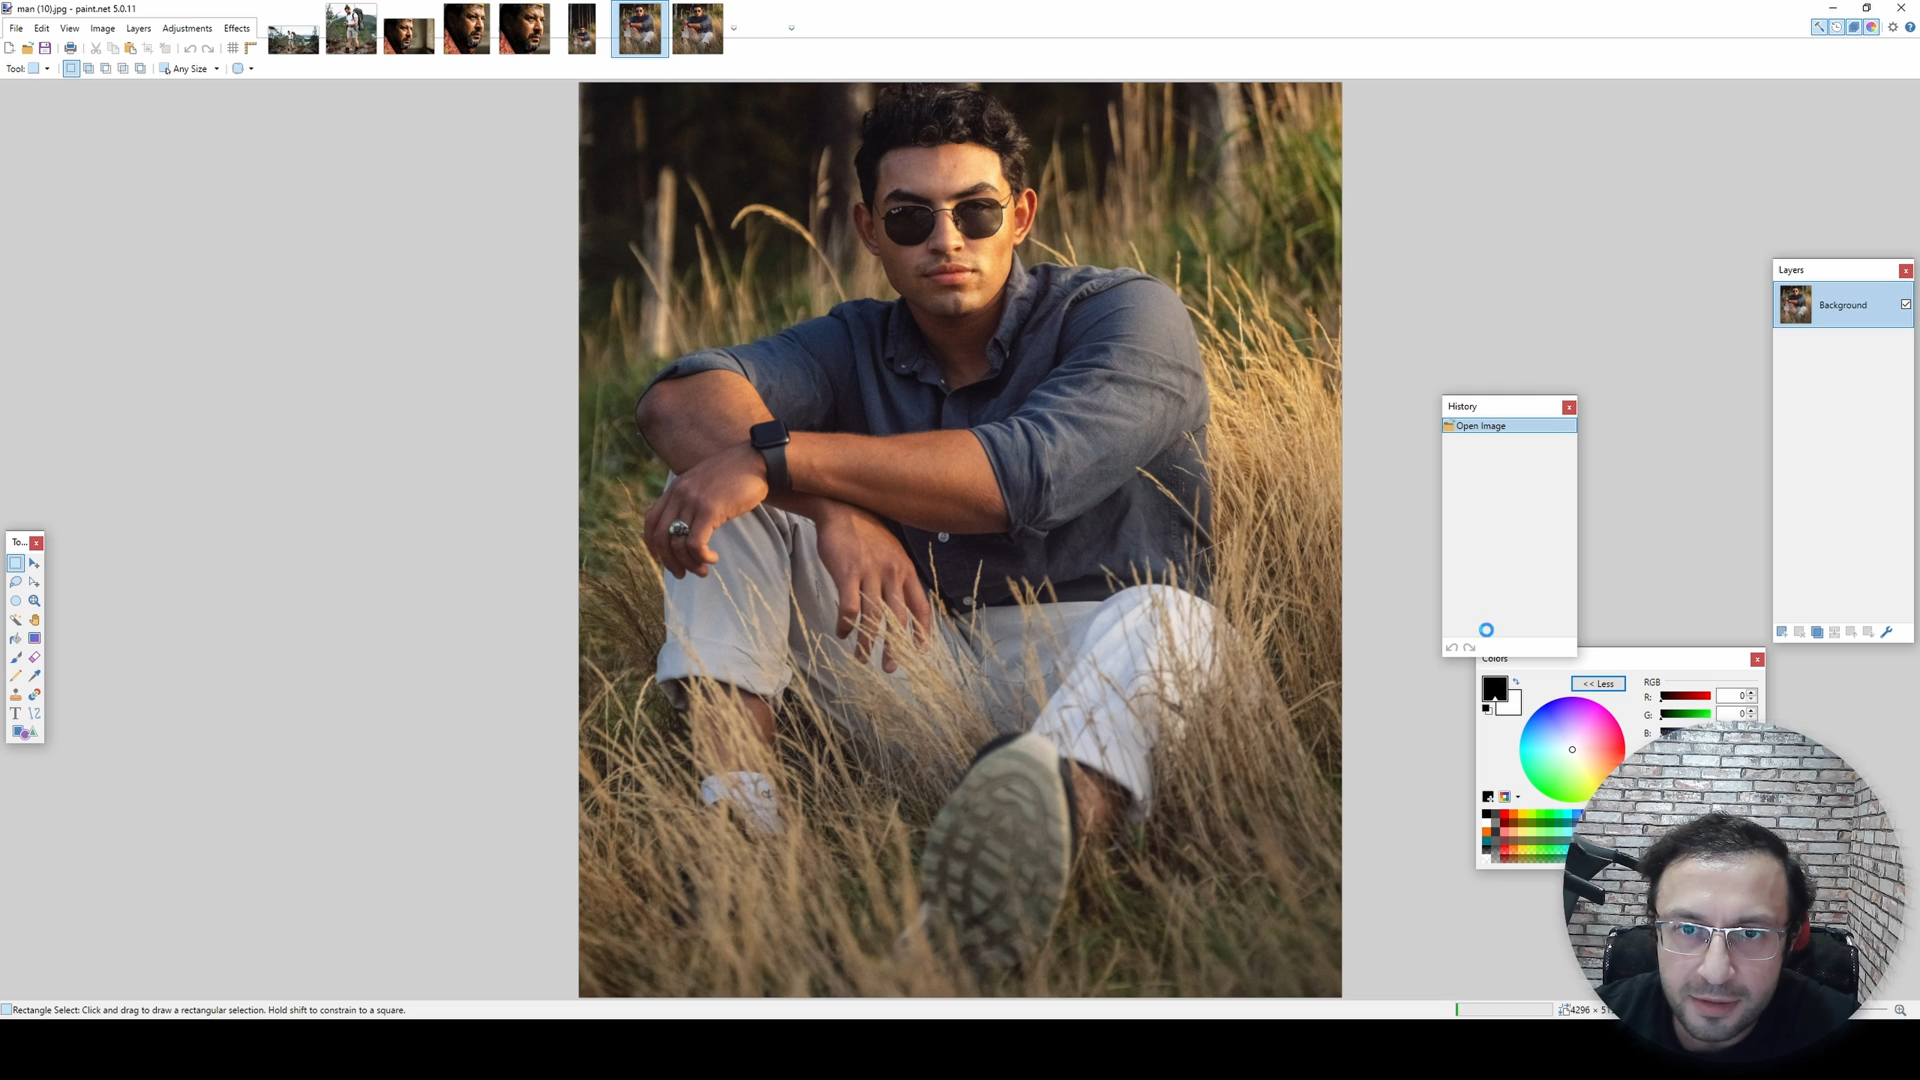 man (10).jpg - paint.net 5.0.11
File Edit View Image Layers Adjustments Effects
Tool: Any Size
Layers
Background
History
Open Image
To...
Colors
<< Less
RGB
R: 0
G: 0
B:
T
Rectangle Select: Click and drag to draw a rectangular selection. Hold shift to constrain to a square.
4296 ×